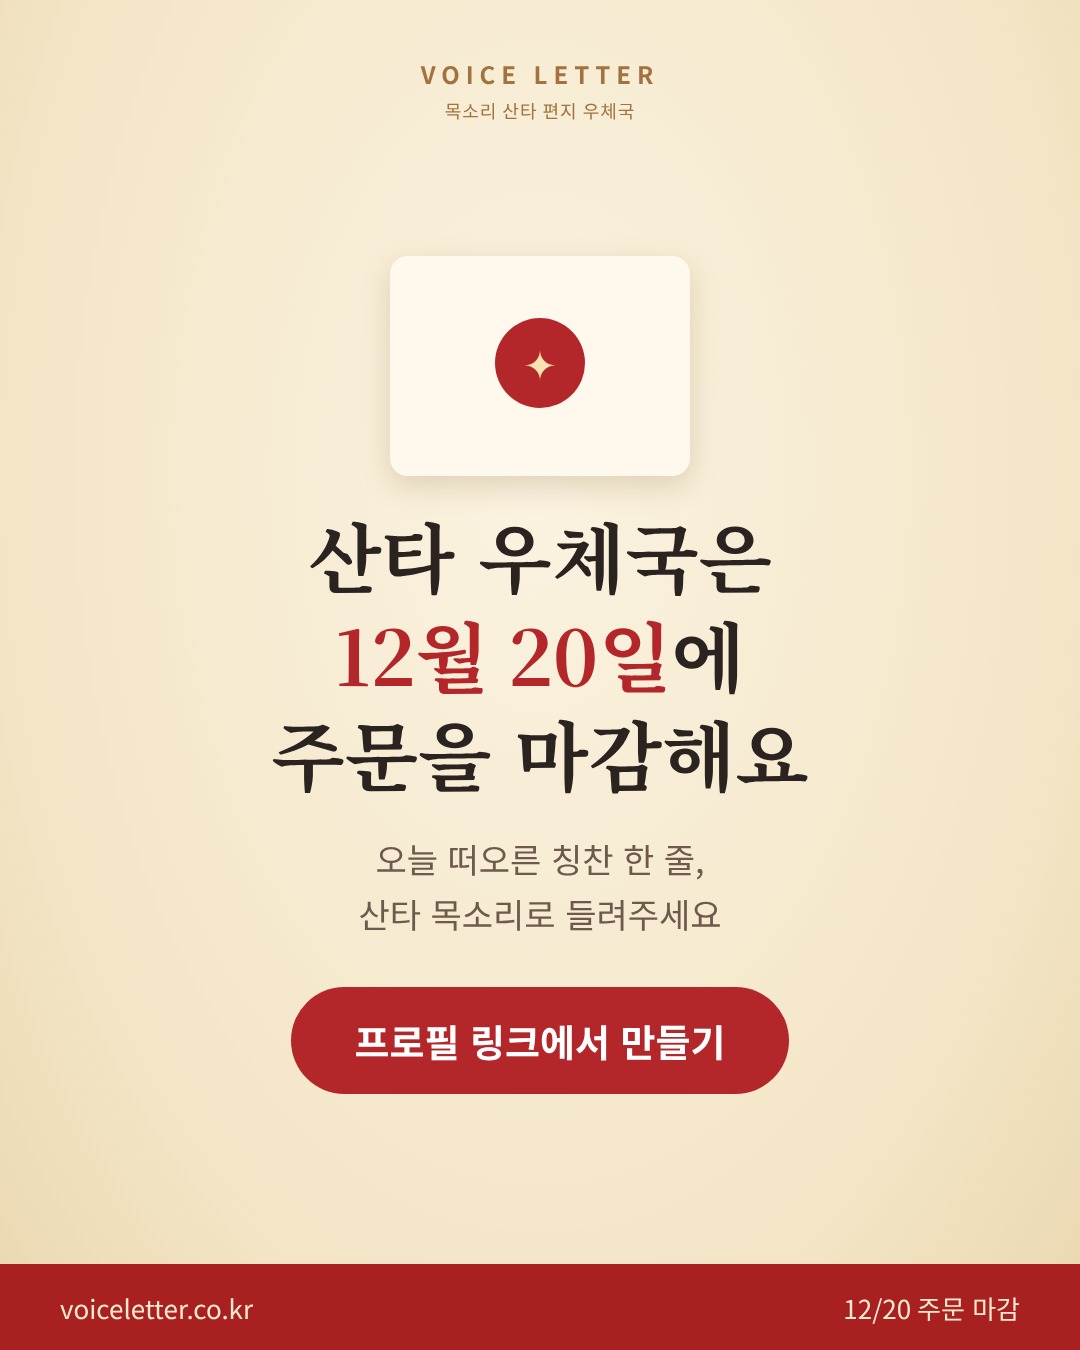 VOICE LETTER
목소리 산타 편지 우체국
산타 우체국은
12월 20일에
주문을 마감해요
오늘 떠오른 칭찬 한 줄,
산타 목소리로 들려주세요
프로필 링크에서 만들기
voiceletter.co.kr
12/20 주문 마감